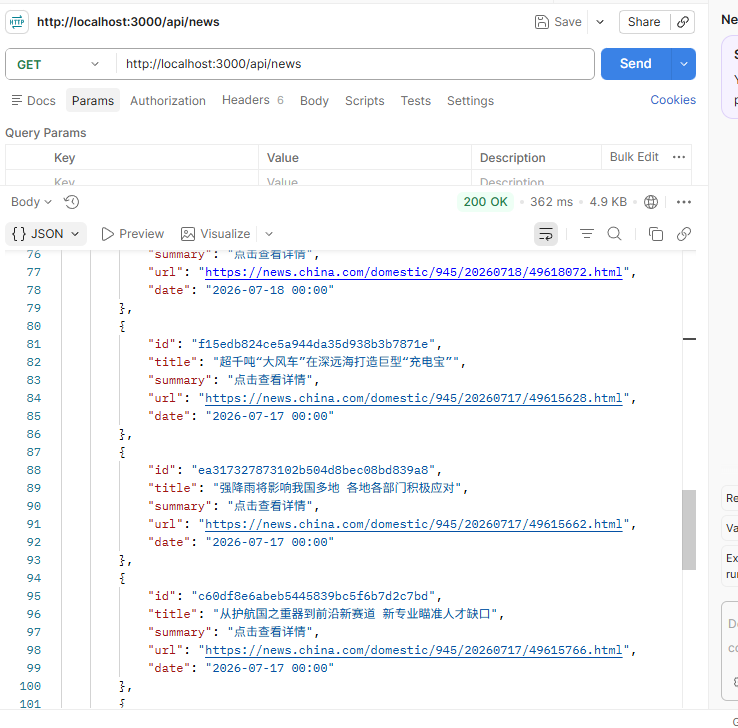 HTTP http://localhost:3000/api/news Save Share
GET http://localhost:3000/api/news Send
Docs Params Authorization Headers 6 Body Scripts Tests Settings Cookies
Query Params
Key Value Description Bulk Edit
Key Value Description
Body 200 OK 362 ms 4.9 KB
{} JSON Preview Visualize
76 "summary": "点击查看详情",
77 "url": "https://news.china.com/domestic/945/20260718/49618072.html",
78 "date": "2026-07-18 00:00"
79 },
80 {
81 "id": "f15edb824ce5a944da35d938b3b7871e",
82 "title": "超千吨“大风车”在深远海打造巨型“充电宝”",
83 "summary": "点击查看详情",
84 "url": "https://news.china.com/domestic/945/20260717/49615628.html",
85 "date": "2026-07-17 00:00"
86 },
87 {
88 "id": "ea317327873102b504d8bec08bd839a8",
89 "title": "强降雨将影响我国多地 各地各部门积极应对",
90 "summary": "点击查看详情",
91 "url": "https://news.china.com/domestic/945/20260717/49615662.html",
92 "date": "2026-07-17 00:00"
93 },
94 {
95 "id": "c60df8e6abeb5445839bc5f6b7d2c7bd",
96 "title": "从护航国之重器到前沿新赛道 新专业瞄准人才缺口",
97 "summary": "点击查看详情",
98 "url": "https://news.china.com/domestic/945/20260717/49615766.html",
99 "date": "2026-07-17 00:00"
100 },
101 {